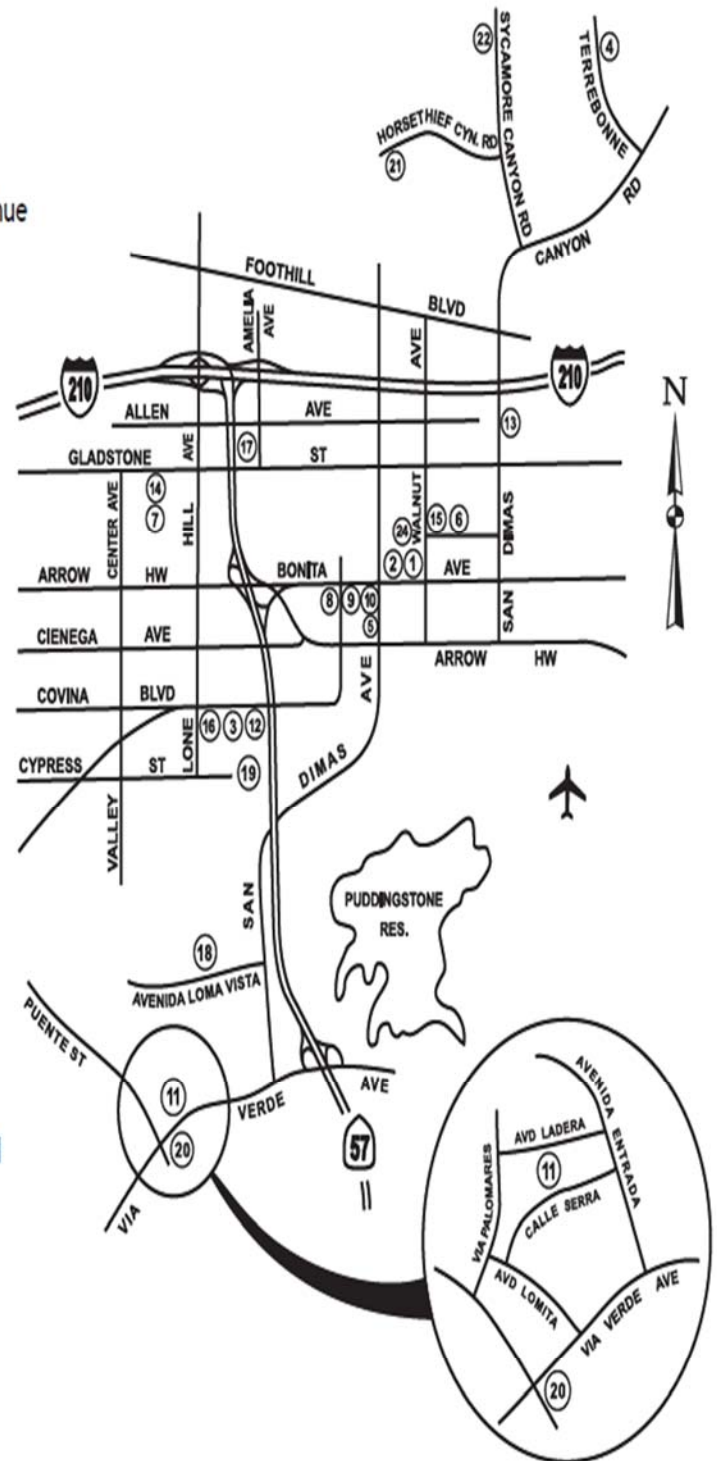 nue
22
SYCAMORE CANYON RD
TERREBONNE
4
HORSETHIEF CYN. RD
21
CANYON RD
FOOTHILL BLVD
AMELIA AVE
210
210
N
ALLEN AVE
13
GLADSTONE ST
17
CENTER AVE
14
7
LONE HILL AVE
WALNUT AVE
24
15
6
SAN DIMAS
ARROW HW
BONITA AVE
2
1
8
9
10
5
CIENEGA AVE
ARROW HW
COVINA BLVD
16
3
12
CYPRESS ST
19
VALLEY
SAN DIMAS AVE
PUDDINGSTONE
RES.
18
AVENIDA LOMA VISTA
PUENTE ST
11
20
VIA VERDE AVE
57
AVENIDA ENTRADA
AVD LADERA
11
VIA PALOMARES
CALLE SERRA
AVD LOMITA
VIA VERDE AVE
20